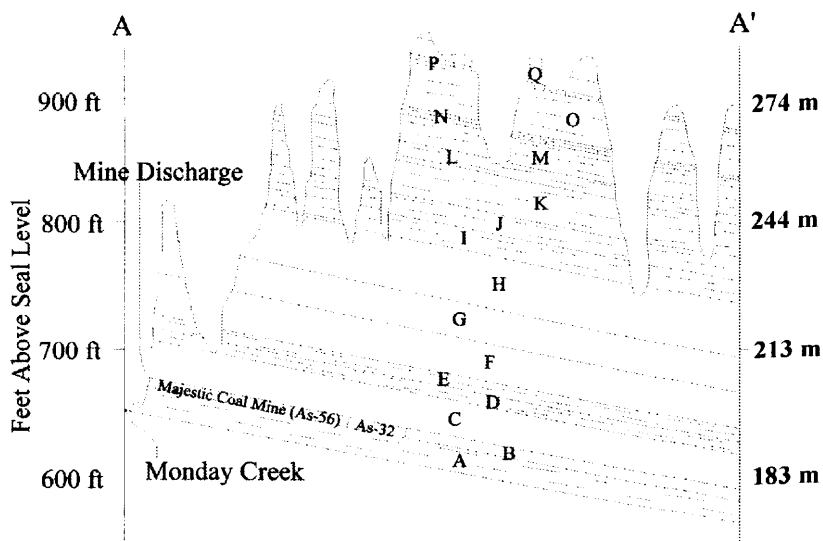 A
A'
P
Q
900 ft
274 m
N
O
L
M
Mine Discharge
K
800 ft
J
244 m
I
H
G
700 ft
F
213 m
E
D
Majestic Coal Mine (As-56) As-32
C
B
A
600 ft
Monday Creek
183 m
Feet Above Seal Level